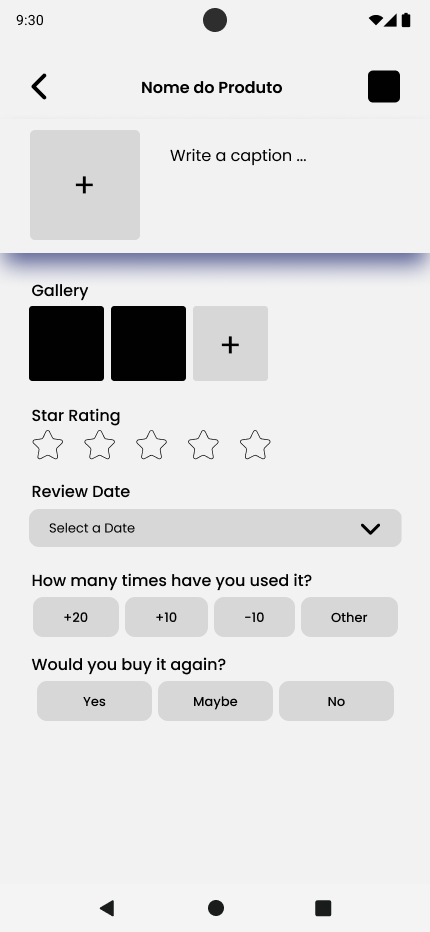 9:30
Nome do Produto
+
Write a caption ...
Gallery
+
Star Rating
Review Date
Select a Date
How many times have you used it?
+20
+10
-10
Other
Would you buy it again?
Yes
Maybe
No